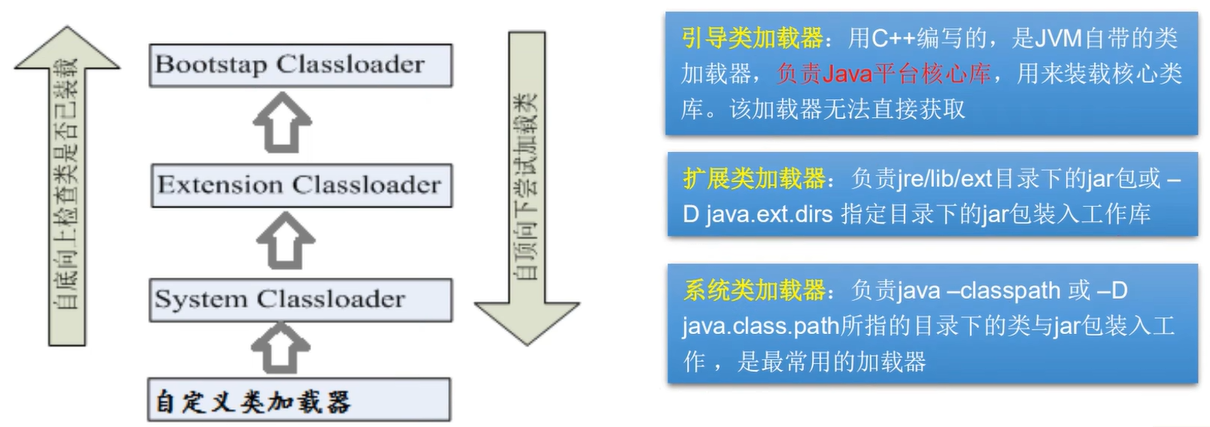 自底向上检查类是否已装载
Bootstap Classloader
Extension Classloader
System Classloader
自定义类加载器
自顶向下尝试加载类
引导类加载器：用C++编写的，是JVM自带的类
加载器，负责Java平台核心库，用来装载核心类
库。该加载器无法直接获取
扩展类加载器：负责jre/lib/ext目录下的jar包或 –
D java.ext.dirs 指定目录下的jar包装入工作库
系统类加载器：负责java –classpath 或 –D
java.class.path所指的目录下的类与jar包装入工
作 ，是最常用的加载器